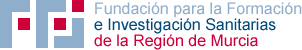 Fundación para la Formación
e Investigación Sanitarias
de la Región de Murcia